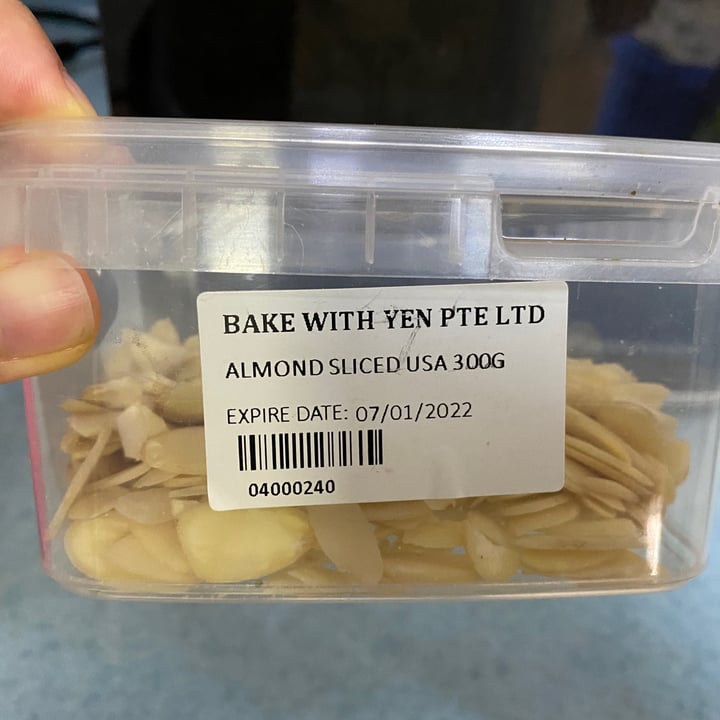 BAKE WITH YEN PTE LTD
ALMOND SLICED USA 300G
EXPIRE DATE: 07/01/2022
04000240